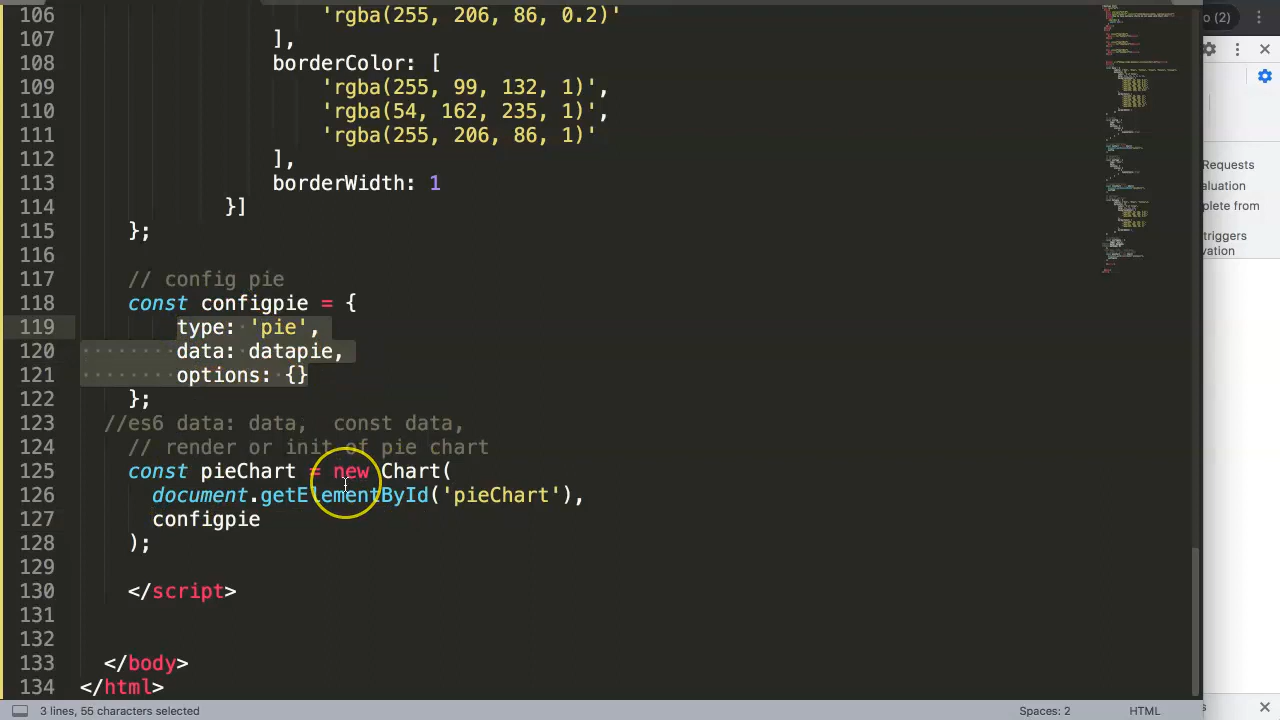 106 'rgba(255, 206, 86, 0.2)'
107 ],
108 borderColor: [
109 'rgba(255, 99, 132, 1)',
110 'rgba(54, 162, 235, 1)',
111 'rgba(255, 206, 86, 1)'
112 ],
113 borderWidth: 1
114 }]
115 };
116
117 // config pie
118 const configpie = {
119 type: 'pie',
120 data: datapie,
121 options: {}
122 };
123 //es6 data: data,  const data,
124 // render or init of pie chart
125 const pieChart = new Chart(
126 document.getElementById('pieChart'),
127 configpie
128 );
129
130 </script>
131
132
133 </body>
134 </html>
3 lines, 55 characters selected
Spaces: 2
HTML
o (2)
Requests
aluation
plete from
triggers
vation
s